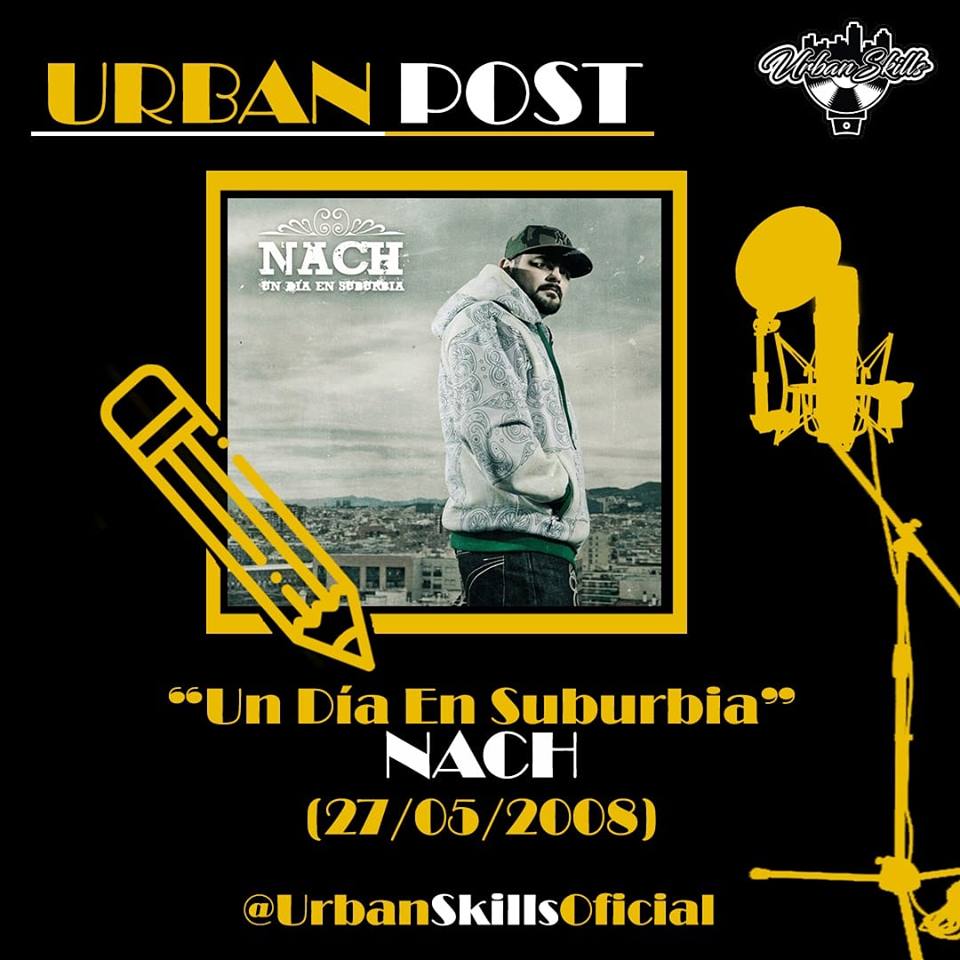 URBAN POST
Urban Skills
NACH
UN DÍA EN SUBURBIA
“Un Día En Suburbia”
NACH
(27/05/2008)
@UrbanSkillsOficial